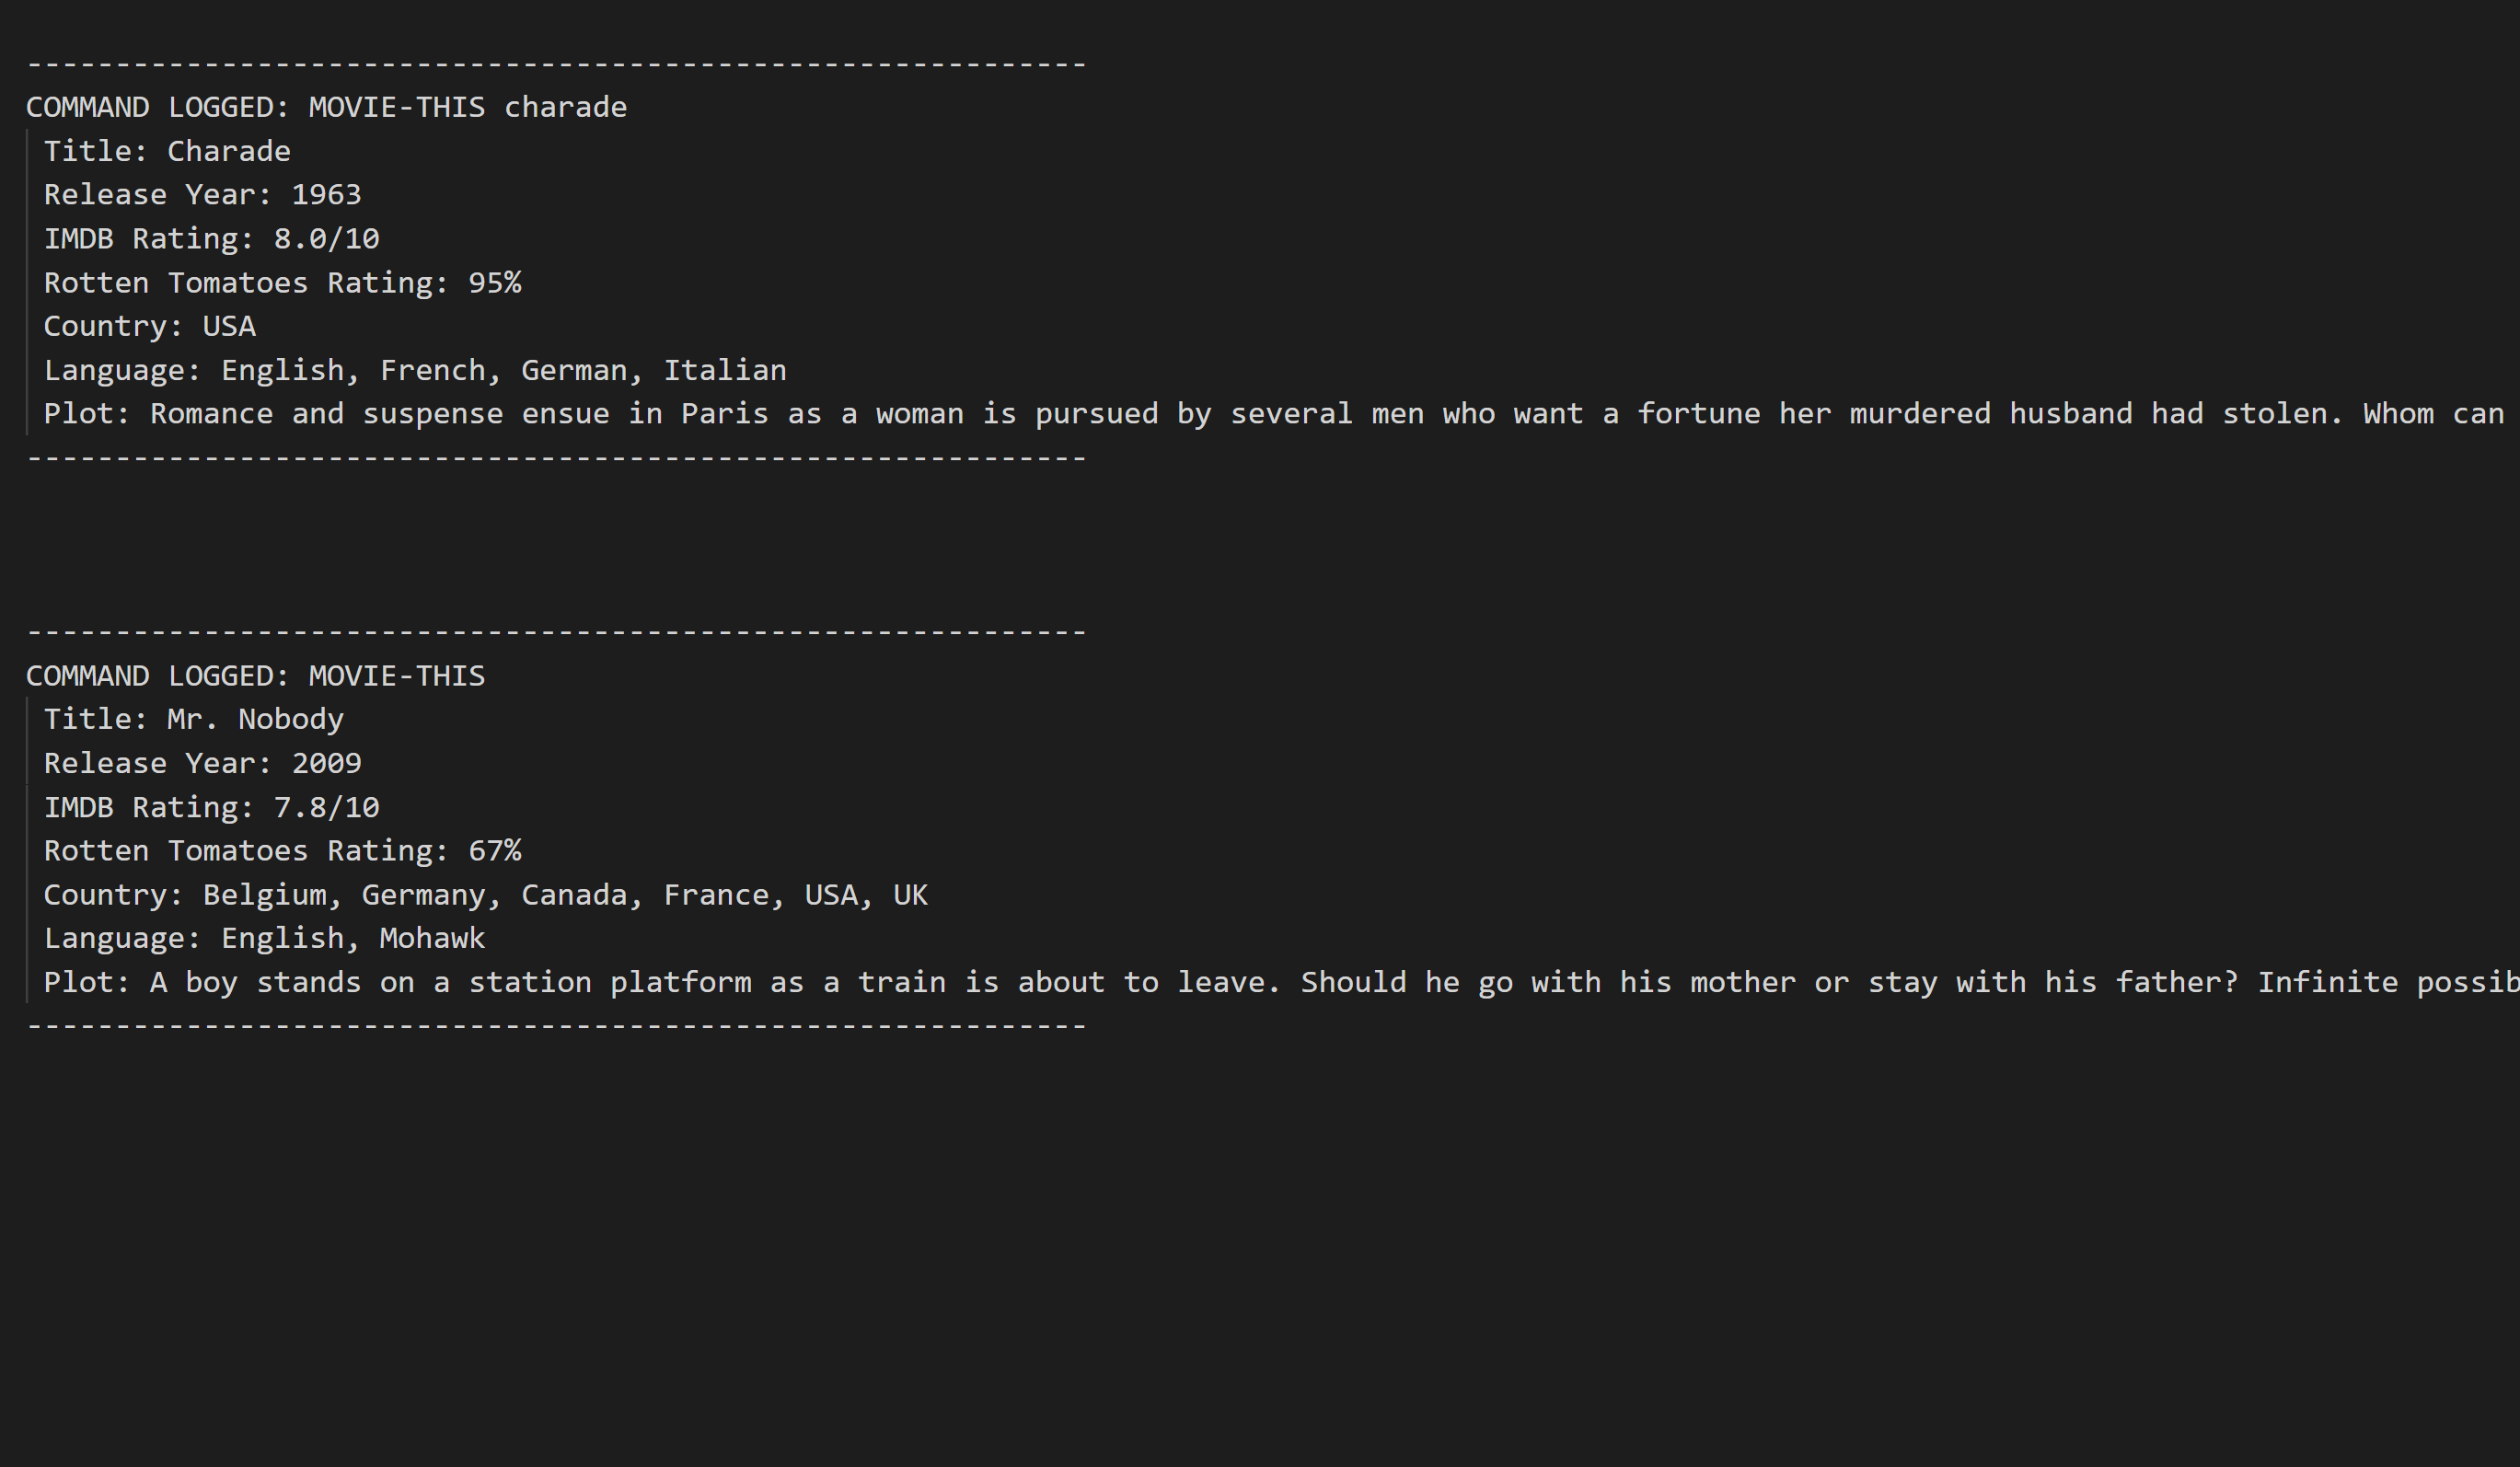 ------------------------------------------------------------
COMMAND LOGGED: MOVIE-THIS charade
Title: Charade
Release Year: 1963
IMDB Rating: 8.0/10
Rotten Tomatoes Rating: 95%
Country: USA
Language: English, French, German, Italian
Plot: Romance and suspense ensue in Paris as a woman is pursued by several men who want a fortune her murdered husband had stolen. Whom can
------------------------------------------------------------
------------------------------------------------------------
COMMAND LOGGED: MOVIE-THIS
Title: Mr. Nobody
Release Year: 2009
IMDB Rating: 7.8/10
Rotten Tomatoes Rating: 67%
Country: Belgium, Germany, Canada, France, USA, UK
Language: English, Mohawk
Plot: A boy stands on a station platform as a train is about to leave. Should he go with his mother or stay with his father? Infinite possib
------------------------------------------------------------